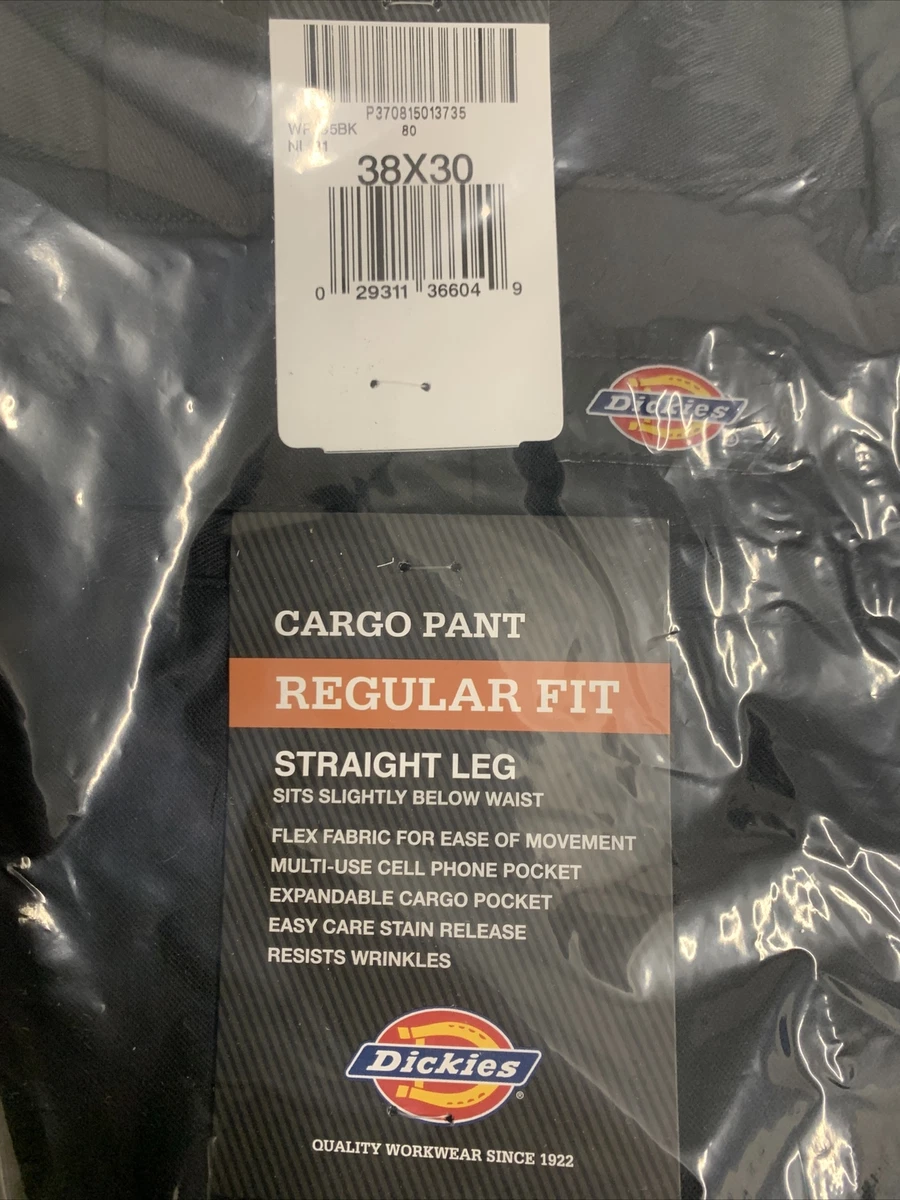 P370815013735
80
38X30
0 29311 36604 9
Dickies
CARGO PANT
REGULAR FIT
STRAIGHT LEG
SITS SLIGHTLY BELOW WAIST
FLEX FABRIC FOR EASE OF MOVEMENT
MULTI-USE CELL PHONE POCKET
EXPANDABLE CARGO POCKET
EASY CARE STAIN RELEASE
RESISTS WRINKLES
Dickies®
QUALITY WORKWEAR SINCE 1922